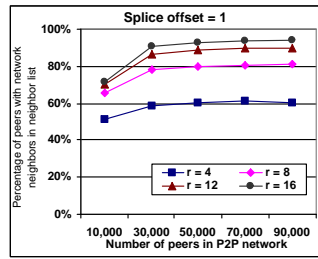 Splice offset = 1
Percentage of peers with network
neighbors in neighbor list
100%
80%
60%
40%
20%
0%
r = 4
r = 8
r = 12
r = 16
10,000
30,000
50,000
70,000
90,000
Number of peers in P2P network